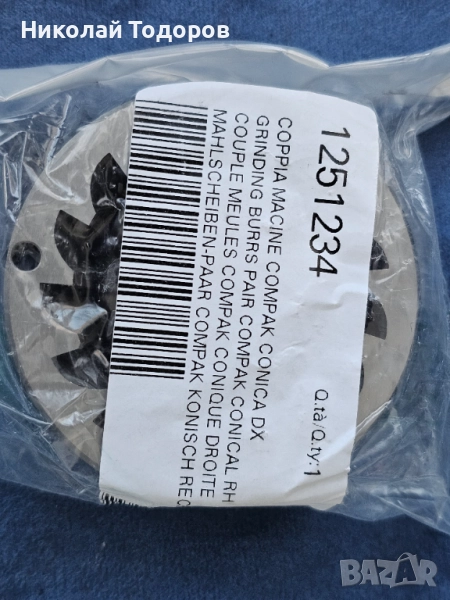 Николай Тодоров
1251234
COPPIA MACINE COMPAK CONICA DX
GRINDING BURRS PAIR COMPAK CONICAL RH
COUPLE MEULES COMPAK CONIQUE DROITE
MAHLSCHEIBEN-PAAR COMPAK KONISCH REC
Q.tà/Q.ty:1
BAZAR